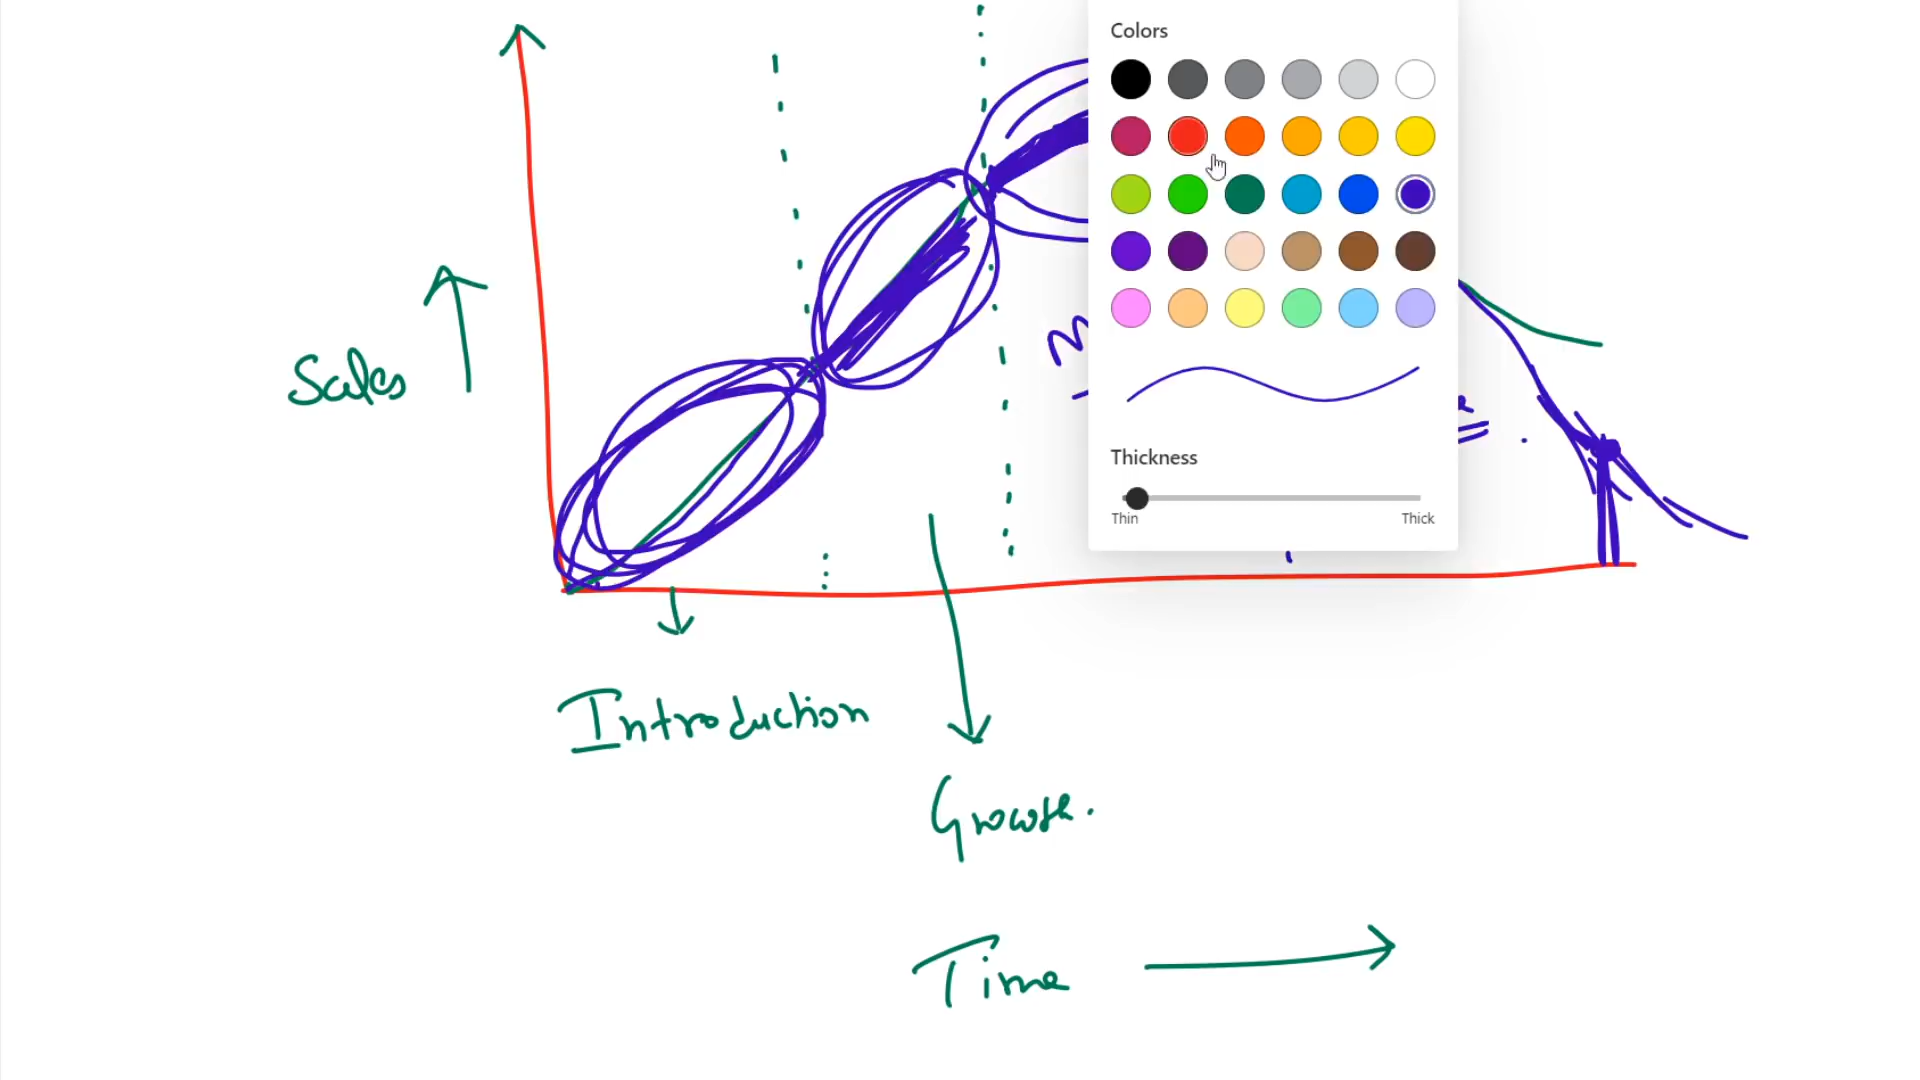 Colors
Sales
Thickness
Thin
Thick
Introduction
Growth.
Time